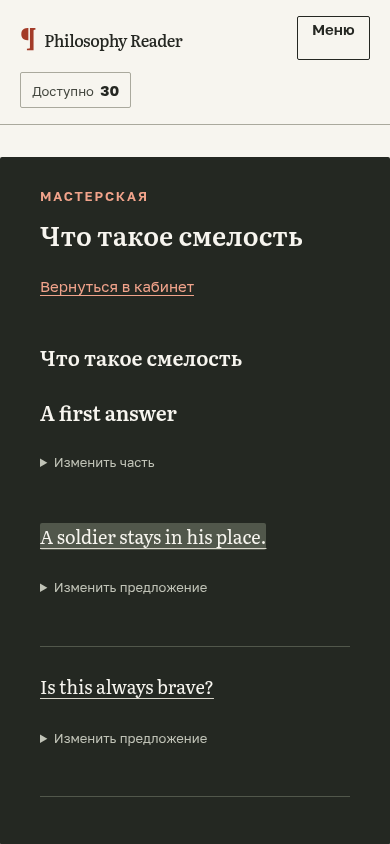 ¶ Philosophy Reader
Меню
Доступно 30
МАСТЕРСКАЯ
Что такое смелость
Вернуться в кабинет
Что такое смелость
A first answer
Изменить часть
A soldier stays in his place.
Изменить предложение
Is this always brave?
Изменить предложение